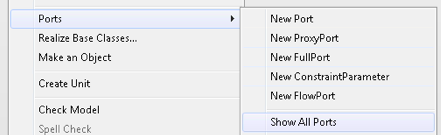 Ports
Realize Base Classes...
Make an Object
Create Unit
Check Model
Spell Check
New Port
New ProxyPort
New FullPort
New ConstraintParameter
New FlowPort
Show All Ports